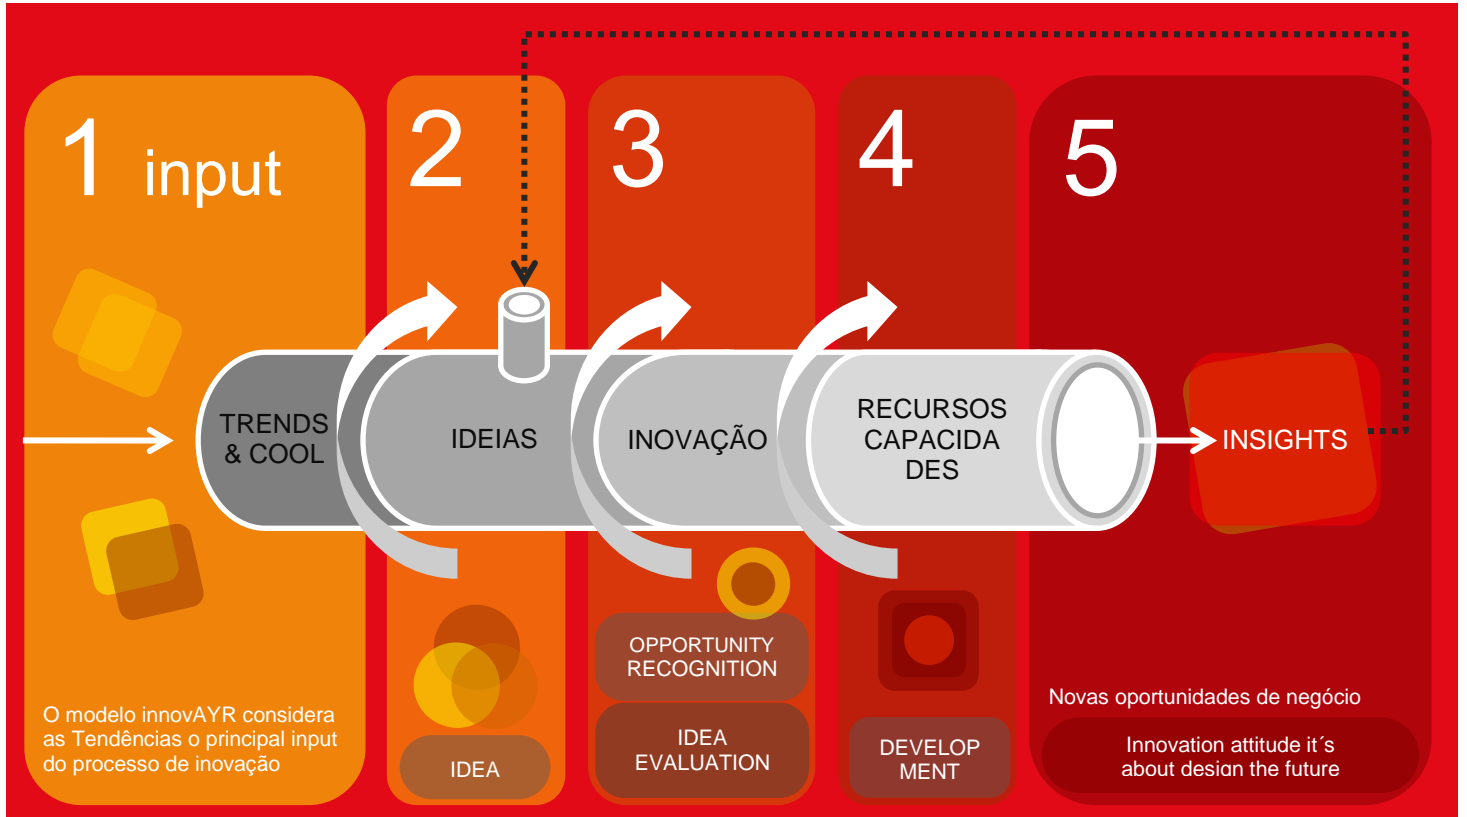 1 input
2
3
4
5
TRENDS
& COOL
IDEIAS
INOVAÇÃO
RECURSOS
CAPACIDA
DES
INSIGHTS
O modelo innovAYR considera
as Tendências o principal input
do processo de inovação
IDEA
OPPORTUNITY
RECOGNITION
IDEA
EVALUATION
DEVELOP
MENT
Novas oportunidades de negócio
Innovation attitude it´s
about design the future